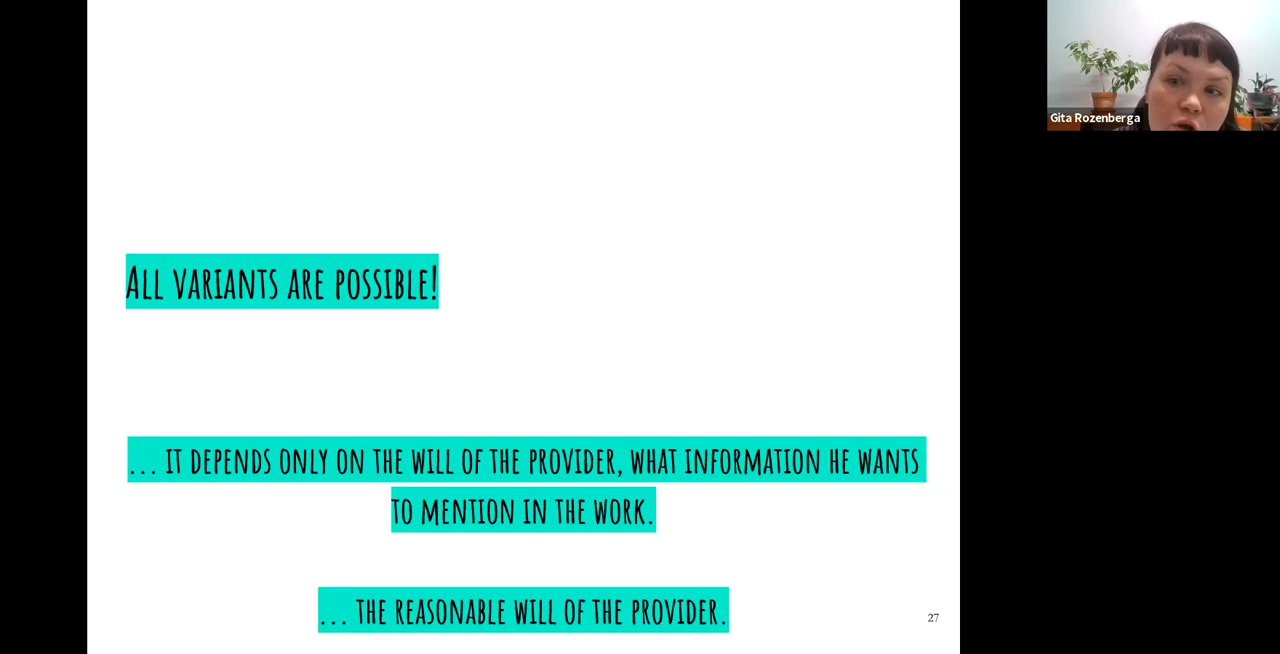 Gita Rozenberga
All variants are possible!
... it depends only on the will of the provider, what information he wants
to mention in the work.
... the reasonable will of the provider.
27